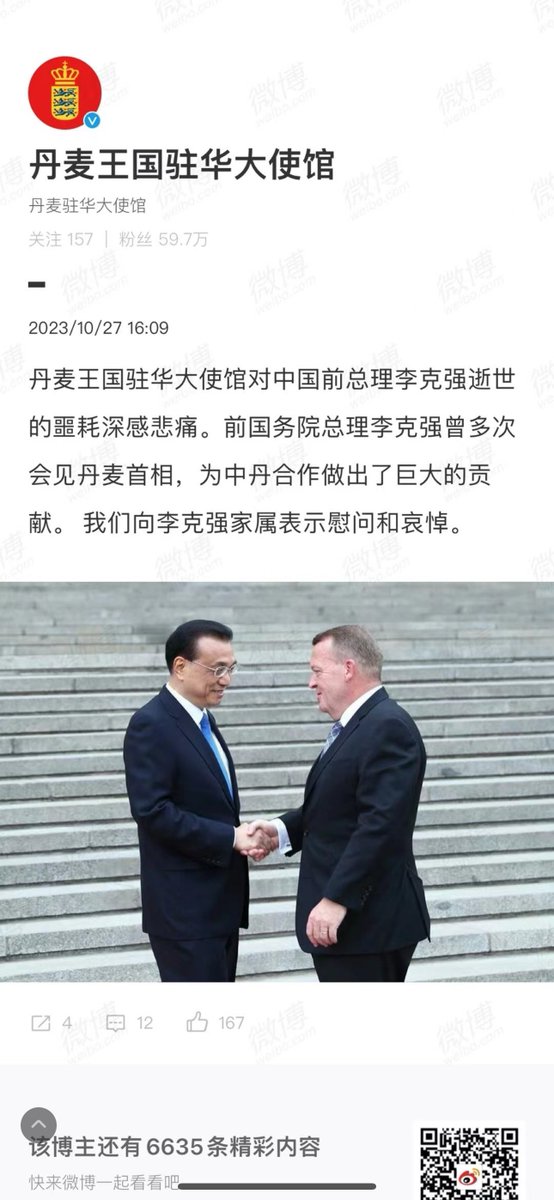 丹麦王国驻华大使馆
丹麦驻华大使馆
关注 157 | 粉丝 59.7万
2023/10/27 16:09
丹麦王国驻华大使馆对中国前总理李克强逝世
的噩耗深感悲痛。前国务院总理李克强曾多次
会见丹麦首相，为中丹合作做出了巨大的贡
献。 我们向李克强家属表示慰问和哀悼。
4 12 167
该博主还有 6635 条精彩内容
快来微博一起看看吧
微博
weibo.com